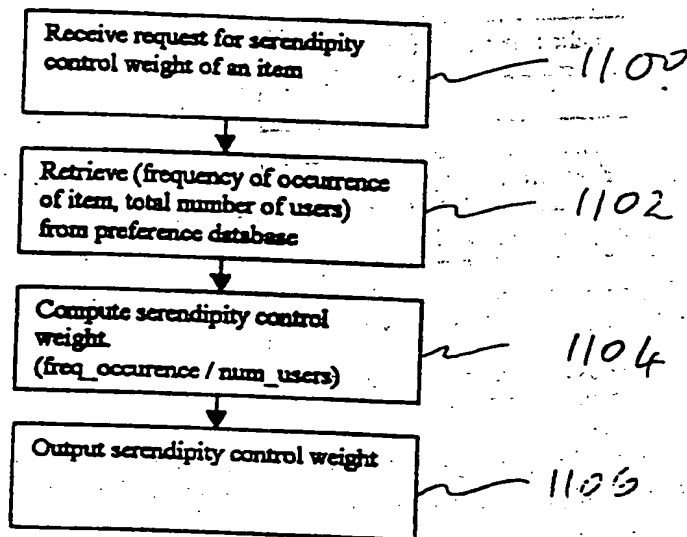 Receive request for serendipity
control weight of an item
1100
Retrieve (frequency of occurrence
of item, total number of users)
from preference database
1102
Compute serendipity control
weight.
(freq_occurence / num_users)
1104
Output serendipity control weight
1106